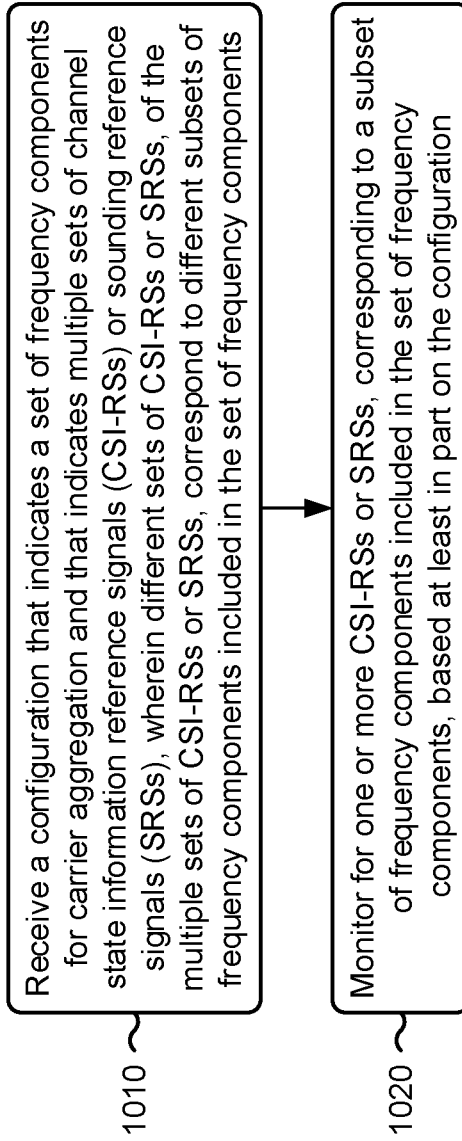 1010
Receive a configuration that indicates a set of frequency components
for carrier aggregation and that indicates multiple sets of channel
state information reference signals (CSI-RSs) or sounding reference
signals (SRSs), wherein different sets of CSI-RSs or SRSs, of the
multiple sets of CSI-RSs or SRSs, correspond to different subsets of
frequency components included in the set of frequency components
1020
Monitor for one or more CSI-RSs or SRSs, corresponding to a subset
of frequency components included in the set of frequency
components, based at least in part on the configuration